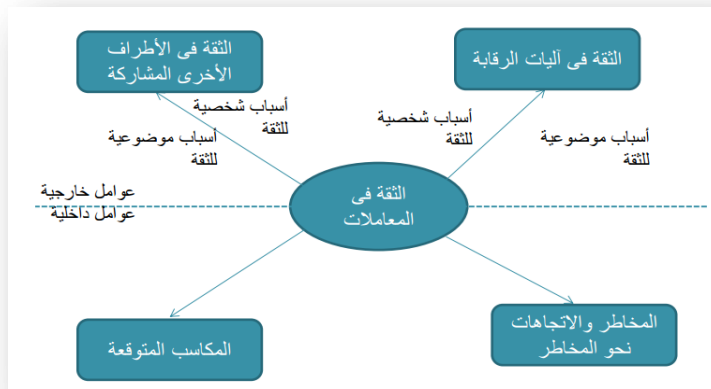 الثقة فى آليات الرقابة
الثقة فى الأطراف
الأخرى المشاركة
أسباب شخصية
للثقة
أسباب موضوعية
للثقة
أسباب شخصية
للثقة
أسباب موضوعية
للثقة
الثقة فى
المعاملات
عوامل خارجية
عوامل داخلية
المخاطر والاتجاهات
نحو المخاطر
المكاسب المتوقعة